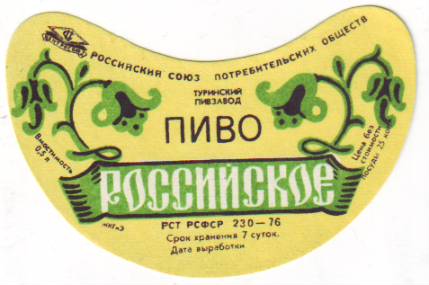 РОССИЙСКИЙ СОЮЗ ПОТРЕБИТЕЛЬСКИХ ОБЩЕСТВ
ТУРИНСКИЙ
ПИВЗАВОД
ПИВО
Вместимость
0,5 л
Цена без
стоимости
посуды 25 коп
РОССИЙСКОЕ
РСТ РСФСР 230—76
Срок хранения 7 суток.
Дата выработки